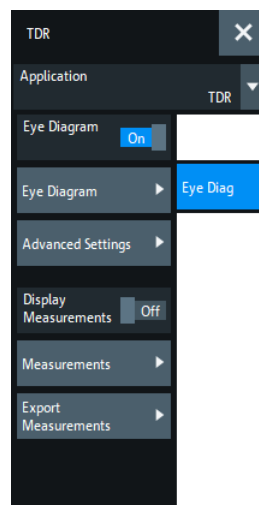 TDR
Application
TDR
Eye Diagram
On
Eye Diagram
Eye Diag
Advanced Settings
Display
Measurements
Off
Measurements
Export
Measurements